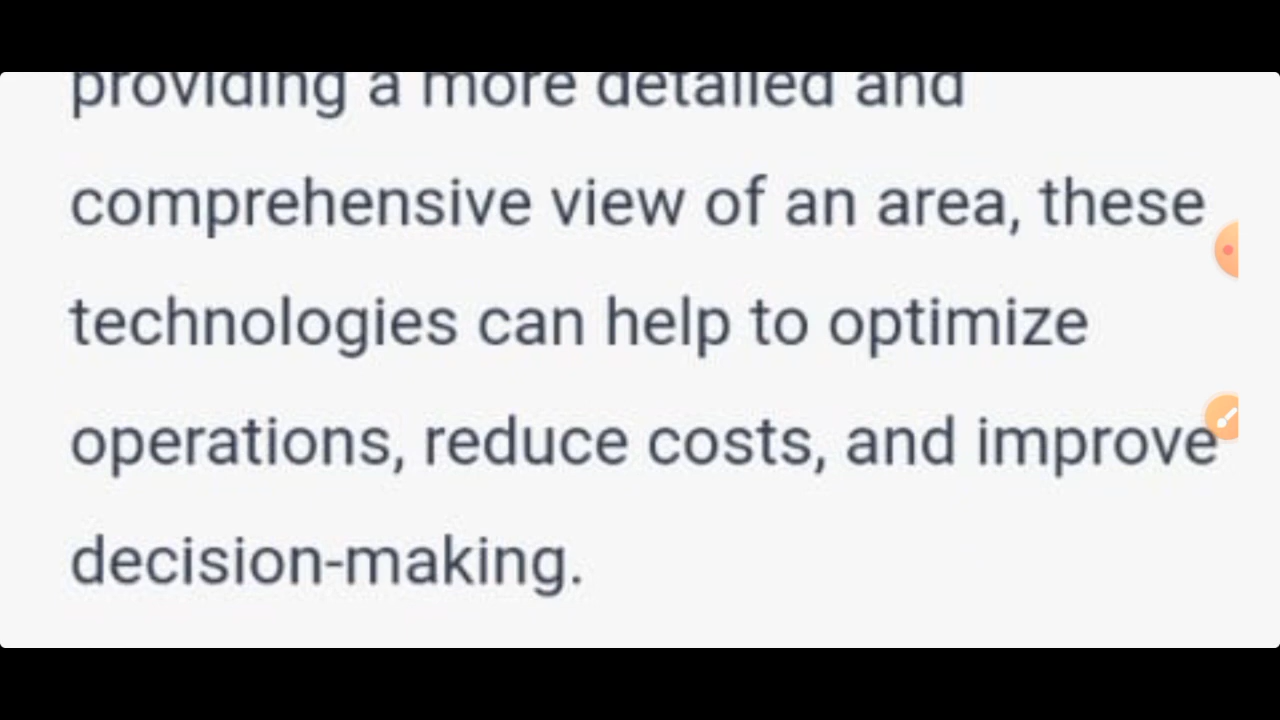 providing a more detailed and
comprehensive view of an area, these
technologies can help to optimize
operations, reduce costs, and improve
decision-making.